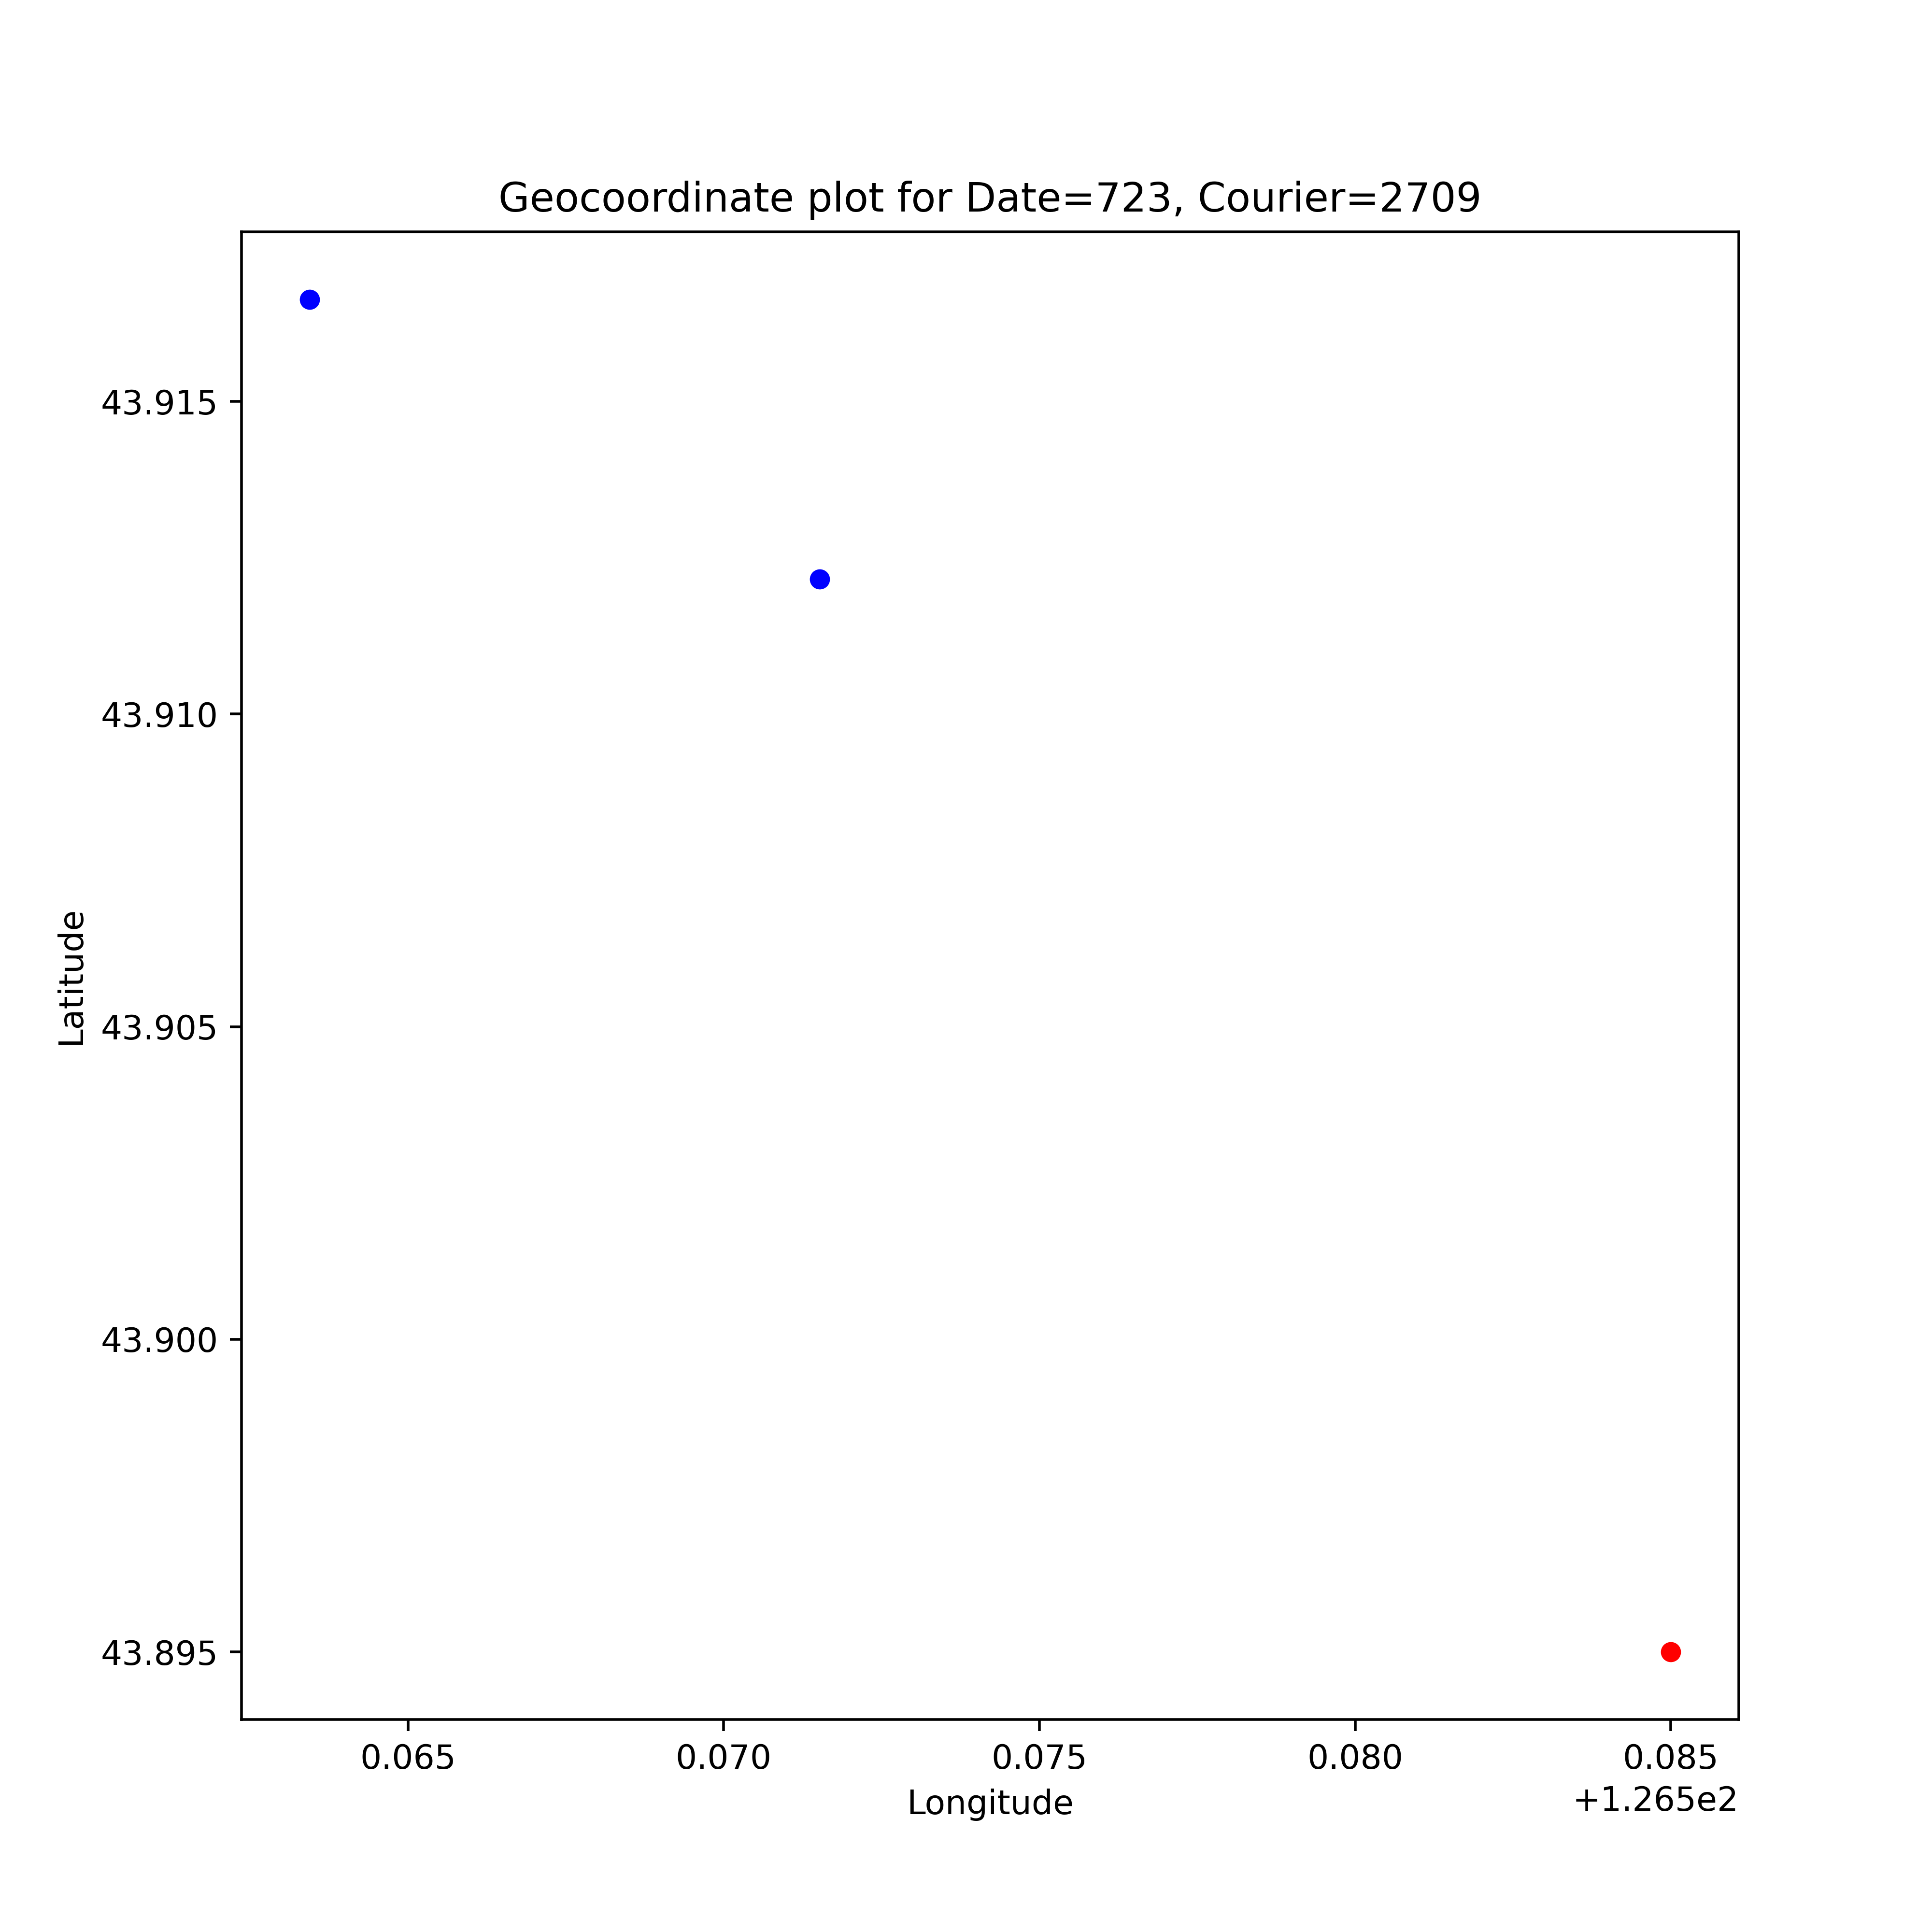 Geocoordinate plot for Date=723, Courier=2709
43.915
43.910
43.905
43.900
43.895
Latitude
0.065 0.070 0.075 0.080 0.085
+1.265e2
Longitude